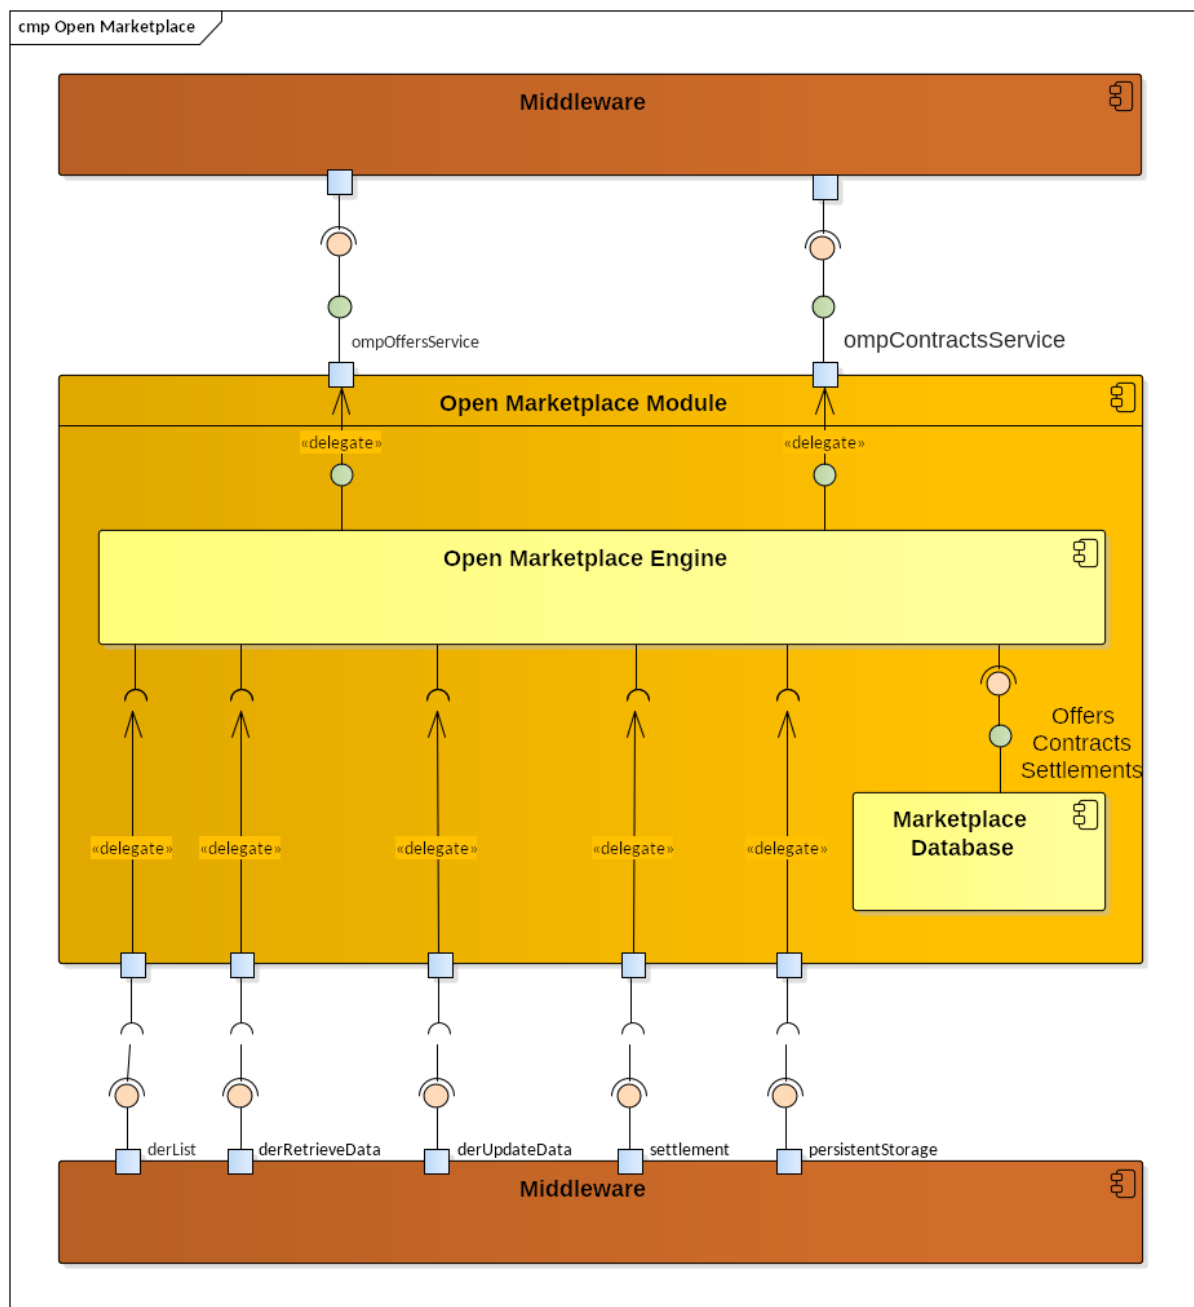 cmp Open Marketplace
Middleware
ompOffersService
ompContractsService
Open Marketplace Module
«delegate»
«delegate»
Open Marketplace Engine
Offers
Contracts
Settlements
Marketplace
Database
«delegate»
«delegate»
«delegate»
«delegate»
«delegate»
derList
derRetrieveData
derUpdateData
settlement
persistentStorage
Middleware